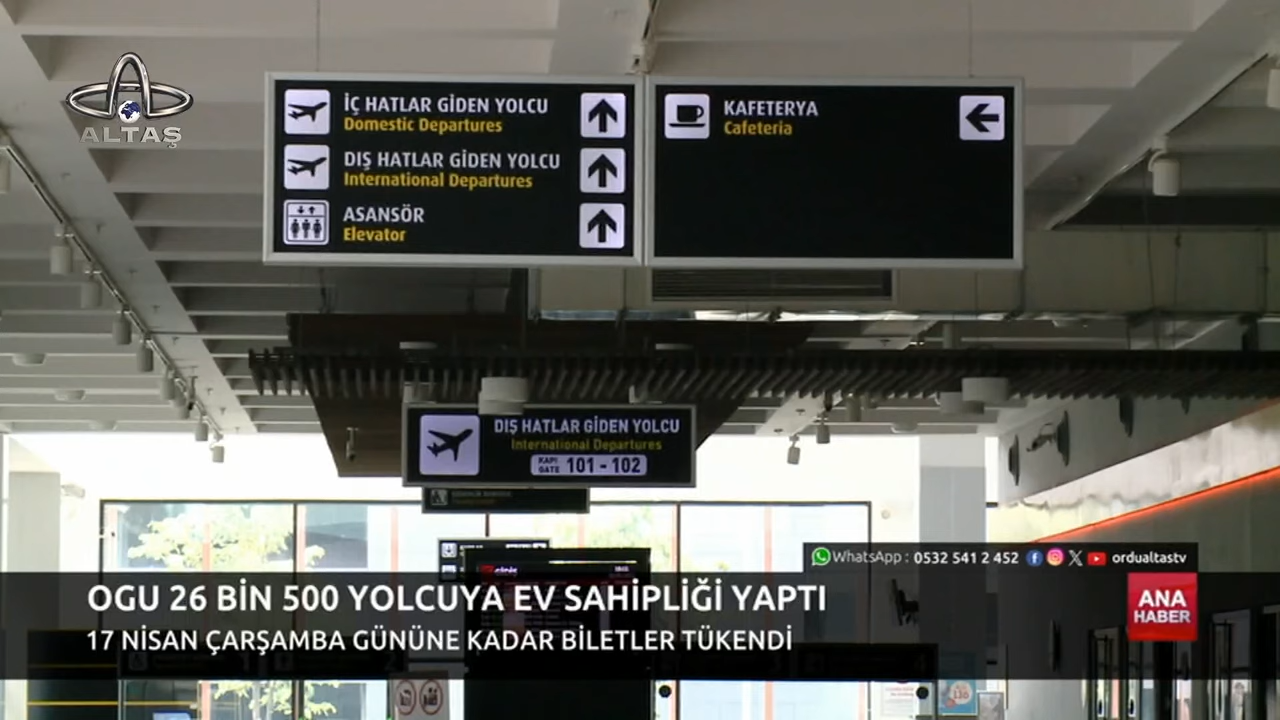 ALTAŞ
İÇ HATLAR GİDEN YOLCU
Domestic Departures
DIŞ HATLAR GİDEN YOLCU
International Departures
ASANSÖR
Elevator
KAFETERYA
Cafeteria
DIŞ HATLAR GİDEN YOLCU
International Departures
KAPI
GATE 101 - 102
WhatsApp : 0532 541 2 452 ordualtastv
OGU 26 BİN 500 YOLCUYA EV SAHİPLİĞİ YAPTI
17 NİSAN ÇARŞAMBA GÜNÜNE KADAR BİLETLER TÜKENDİ
ANA
HABER